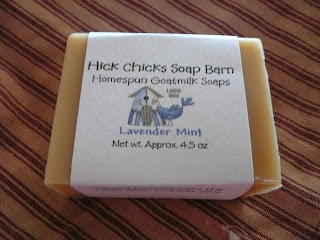 Hick Chicks Soap Barn
Homespun Goatmilk Soaps
Lavender Mint
Net wt. Approx. 4.5 oz